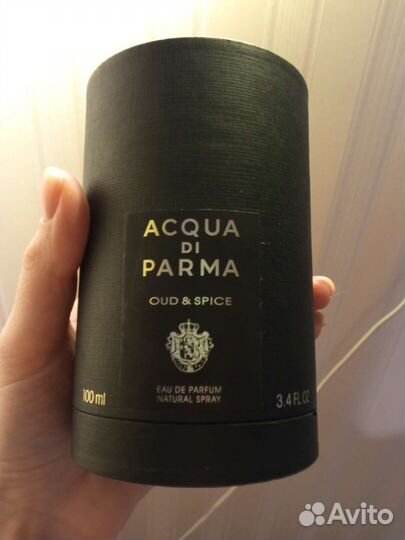 ACQUA
DI
PARMA
OUD & SPICE
EAU DE PARFUM
NATURAL SPRAY
100 ml
3.4 FL OZ
Avito